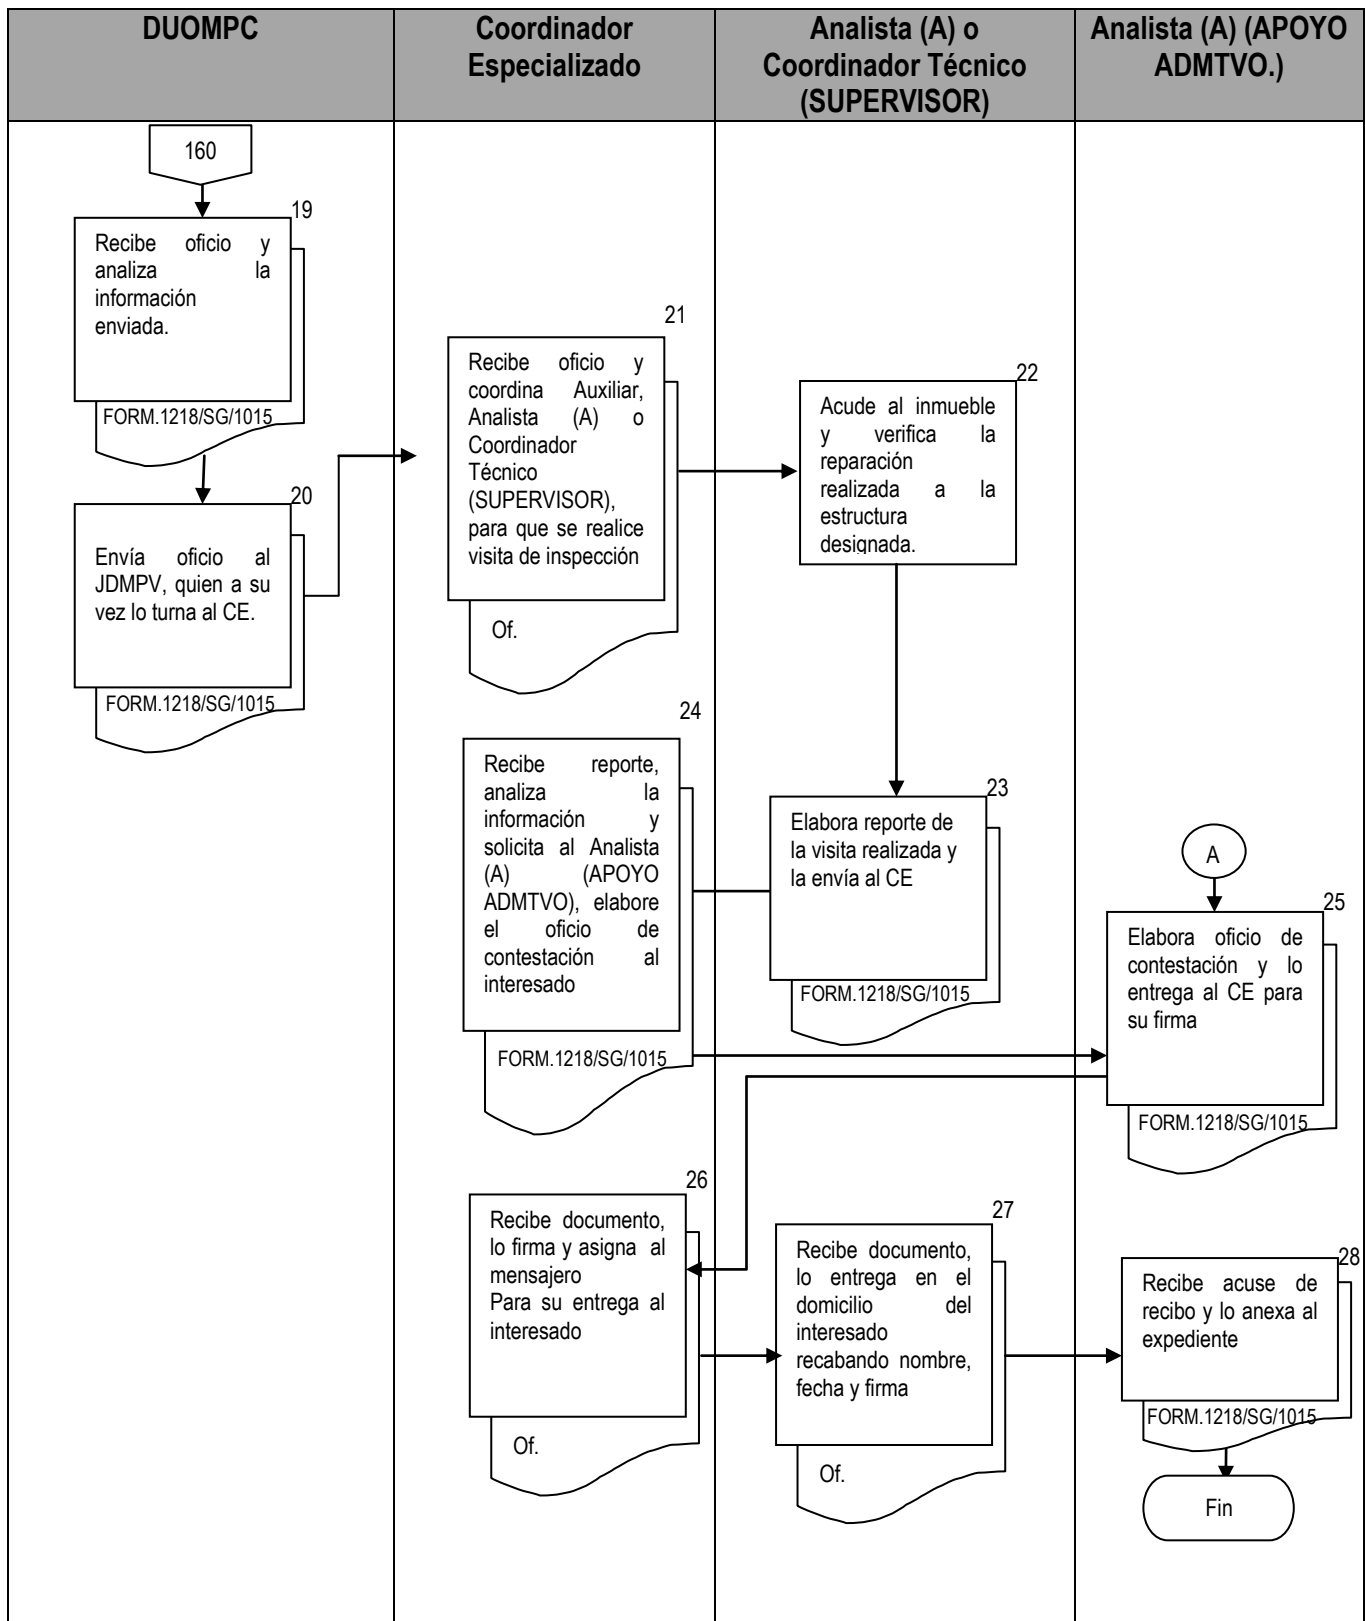 DUOMPC
Coordinador
Especializado
Analista (A) o
Coordinador Técnico
(SUPERVISOR)
Analista (A) (APOYO
ADMTVO.)
160
19
Recibe oficio y
analiza la
información
enviada.
FORM.1218/SG/1015
20
Envía oficio al
JDMPV, quien a su
vez lo turna al CE.
FORM.1218/SG/1015
21
Recibe oficio y
coordina Auxiliar,
Analista (A) o
Coordinador
Técnico
(SUPERVISOR),
para que se realice
visita de inspección
Of.
22
Acude al inmueble
y verifica la
reparación
realizada a la
estructura
designada.
23
Elabora reporte de
la visita realizada y
la envía al CE
FORM.1218/SG/1015
24
Recibe reporte,
analiza la
información y
solicita al Analista
(A) (APOYO
ADMTVO), elabore
el oficio de
contestación al
interesado
FORM.1218/SG/1015
A
25
Elabora oficio de
contestación y lo
entrega al CE para
su firma
FORM.1218/SG/1015
26
Recibe documento,
lo firma y asigna al
mensajero
Para su entrega al
interesado
Of.
27
Recibe documento,
lo entrega en el
domicilio del
interesado
recabando nombre,
fecha y firma
Of.
28
Recibe acuse de
recibo y lo anexa al
expediente
FORM.1218/SG/1015
Fin